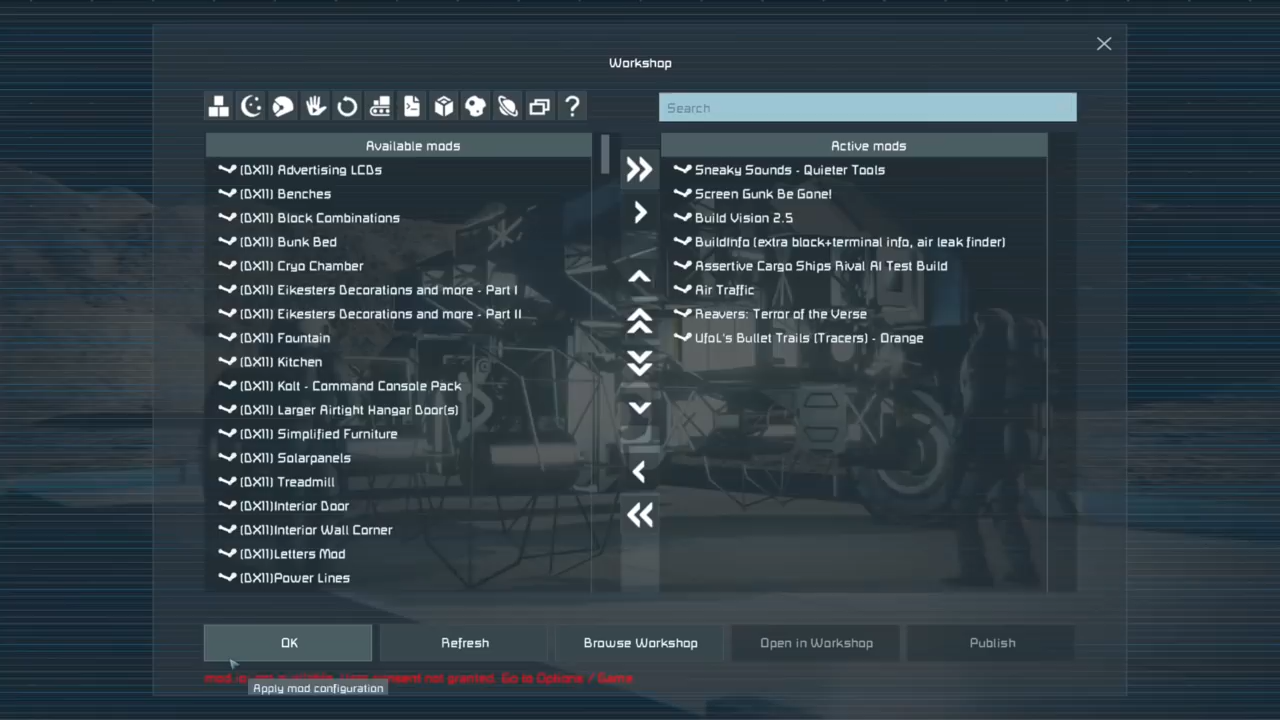 Workshop
?
Search
Available mods
(DX11) Advertising LCDs
(DX11) Benches
(DX11) Block Combinations
(DX11) Bunk Bed
(DX11) Cryo Chamber
(DX11) Eikesters Decorations and more - Part I
(DX11) Eikesters Decorations and more - Part II
(DX11) Fountain
(DX11) Kitchen
(DX11) Kolt - Command Console Pack
(DX11) Larger Airtight Hangar Door(s)
(DX11) Simplified Furniture
(DX11) Solarpanels
(DX11) Treadmill
(DX11)Interior Door
(DX11)Interior Wall Corner
(DX11)Letters Mod
(DX11)Power Lines
Active mods
Sneaky Sounds - Quieter Tools
Screen Gunk Be Gone!
Build Vision 2.5
BuildInfo (extra block+terminal info, air leak finder)
Assertive Cargo Ships Rival AI Test Build
Air Traffic
Reavers: Terror of the Verse
Ufol's Bullet Trails (Tracers) - Orange
OK
Refresh
Browse Workshop
Open in Workshop
Publish
not granted. Go to Options / Game
Apply mod configuration